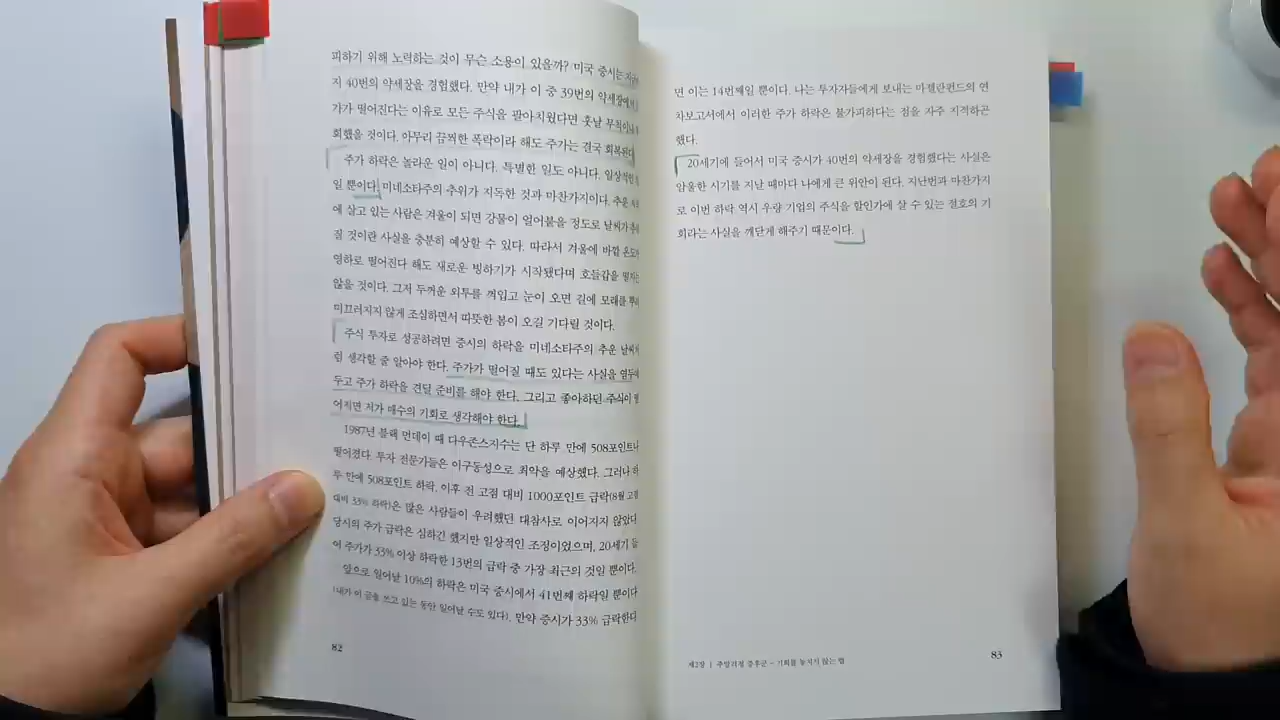 피하기 위해 노력하는 것이 무슨 소용이 있을까? 미국 증시는
지 40번의 약세장을 경험했다. 만약 내가 이 중 39번의
가가 떨어진다는 이유로 모든 주식을 팔아치웠다면 훗날
회했을 것이다. 아무리 끔찍한 폭락이라 해도 주가는 결국 회복된다.
주가 하락은 놀라운 일이 아니다. 특별한 일도 아니다. 일상적인
일 뿐이다. 미네소타주의 추위가 지독한 것과 마찬가지이다. 추운
에 살고 있는 사람은 겨울이 되면 강물이 얼어붙을 정도로 날씨가
질 것이란 사실을 충분히 예상할 수 있다. 따라서 겨울에 바깥
영하로 떨어진다 해도 새로운 빙하기가 시작됐다며 호들갑을
않을 것이다. 그저 두꺼운 외투를 껴입고 눈이 오면 길에 모래를
미끄러지지 않게 조심하면서 따뜻한 봄이 오길 기다릴 것이다.
주식 투자로 성공하려면 증시의 하락을 미네소타주의 추운
럼 생각할 줄 알아야 한다. 주가가 떨어질 때도 있다는 사실을
두고 주가 하락을 견딜 준비를 해야 한다. 그리고 좋아하던 주식이
어지면 저가 매수의 기회로 생각해야 한다.
1987년 블랙 먼데이 때 다우존스지수는 단 하루 만에 508포인트나
떨어졌다. 투자 전문가들은 이구동성으로 최악을 예상했다. 그러나
루 만에 508포인트 하락, 이후 전 고점 대비 1000포인트 급락(8월 고점
대비 33% 하락)은 많은 사람들이 우려했던 대참사로 이어지지 않았다.
당시의 주가 급락은 심하긴 했지만 일상적인 조정이었으며, 20세기 들
어 주가가 33% 이상 하락한 13번의 급락 중 가장 최근의 것일 뿐이다.
앞으로 일어날 10%의 하락은 미국 증시에서 41번째 하락일 뿐이다
(내가 이 글을 쓰고 있는 동안 일어날 수도 있다). 만약 증시가 33% 급락한다
82
면 이는 14번째일 뿐이다. 나는 투자가들에게 보내는 마젤란펀드의 연
차보고서에서 이러한 주가 하락은 불가피하다는 점을 자주 지적하곤
했다.
20세기에 들어서 미국 증시가 40번의 약세장을 경험했다는 사실은
암울한 시기를 지날 때마다 나에게 큰 위안이 된다. 지난번과 마찬가지
로 이번 하락 역시 우량 기업의 주식을 할인가에 살 수 있는 절호의 기
회라는 사실을 깨닫게 해주기 때문이다.
제2장 | 주말걱정 증후군 – 기회를 놓치지 않는 법
83